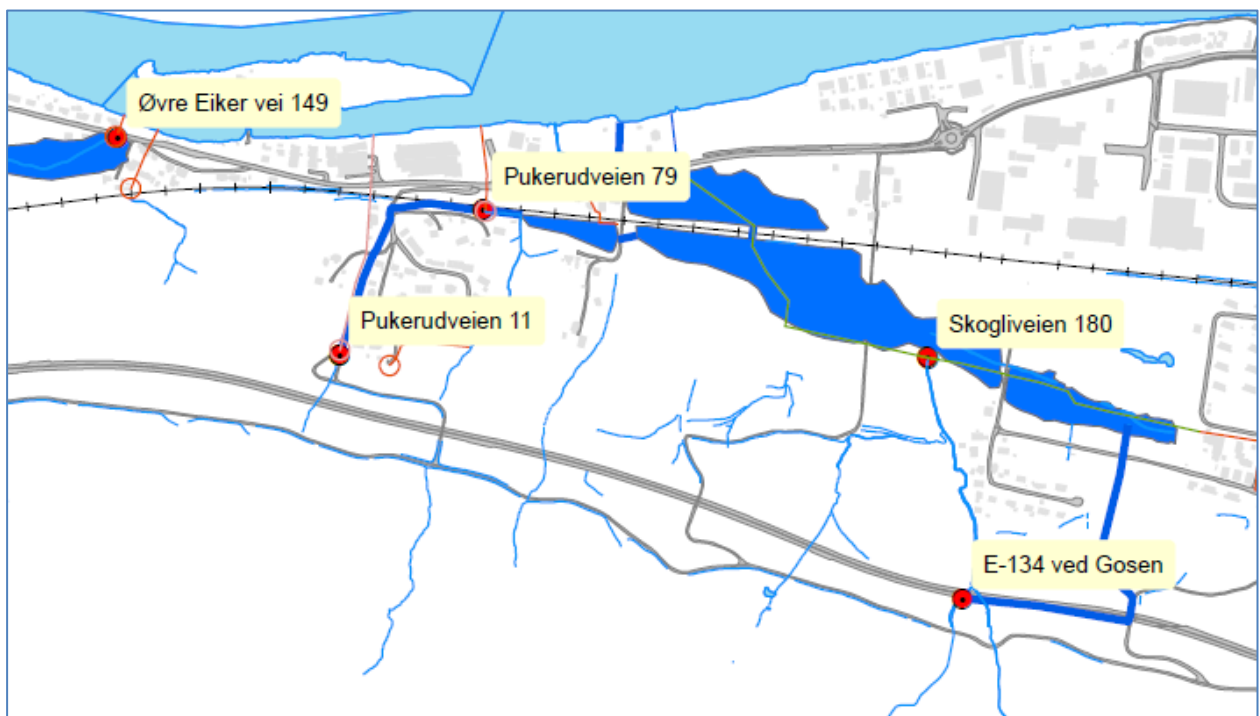 Øvre Eiker vei 149
Pukerudveien 79
Pukerudveien 11
Skogliveien 180
E-134 ved Gosen